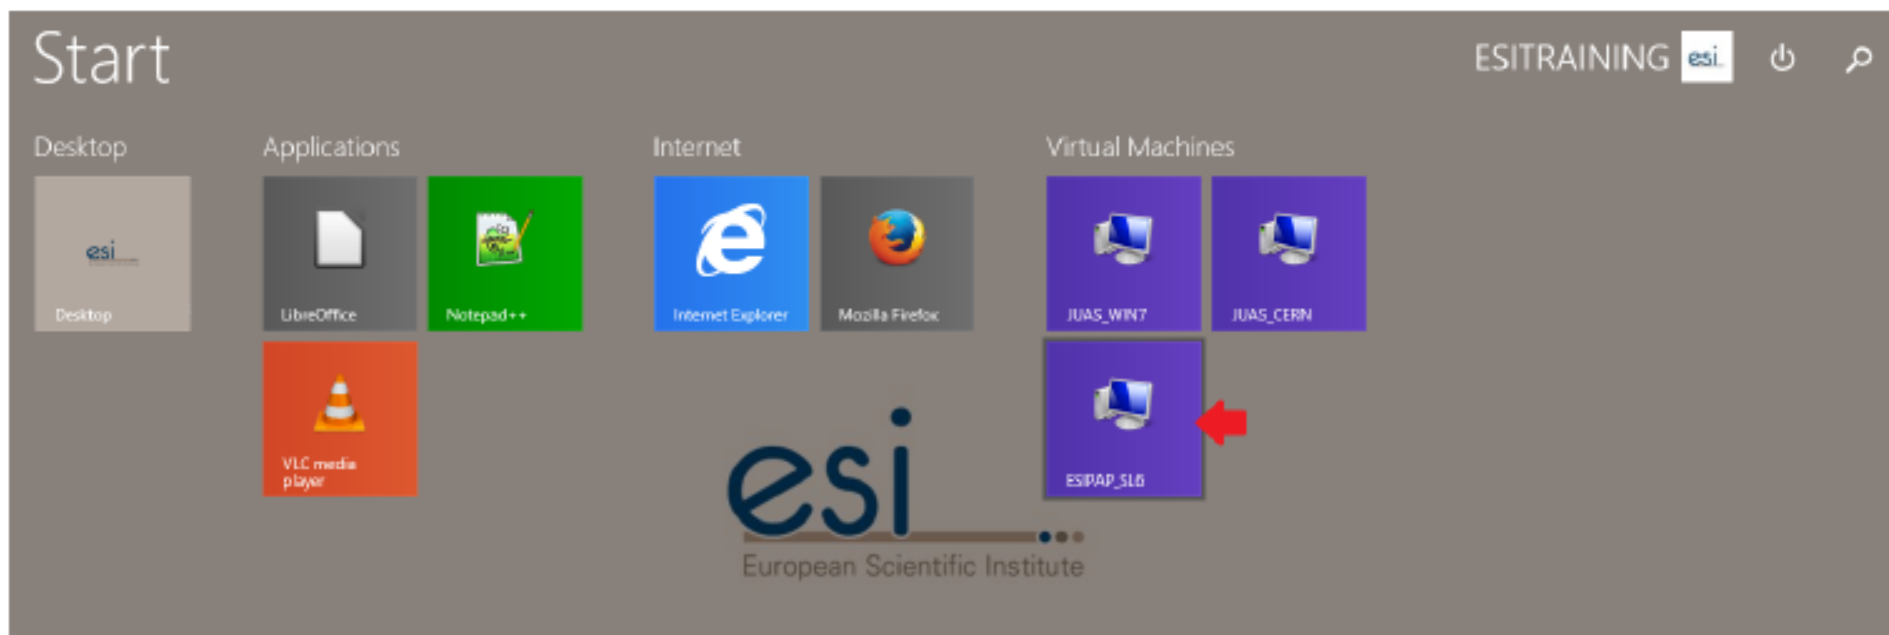 Start
ESITRAINING esi
Desktop
Applications
Internet
Virtual Machines
esi
Desktop
LibreOffice
Notepad++
Internet Explorer
Mozilla Firefox
JUAS_WIN7
JUAS_CERN
VLC media
player
ESIPAP_SL6
esi
European Scientific Institute